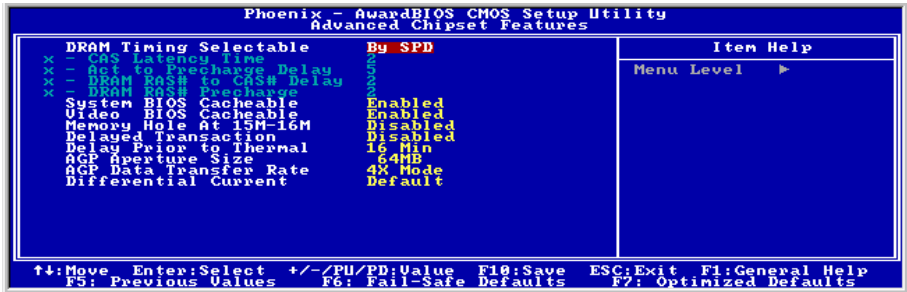 Phoenix - AwardBIOS CMOS Setup Utility
Advanced Chipset Features
DRAM Timing Selectable By SPD
x - CAS Latency Time 2
x - Act to Precharge Delay 5
x - DRAM RAS# to CAS# Delay 2
x - DRAM RAS# Precharge 2
System BIOS Cacheable Enabled
Video BIOS Cacheable Enabled
Memory Hole At 15M-16M Disabled
Delayed Transaction Disabled
Delay Prior to Thermal 16 Min
AGP Aperture Size 64MB
AGP Data Transfer Rate 4X Mode
Differential Current Default
Item Help
Menu Level ►
↑↓:Move Enter:Select +/-/PU/PD:Value F10:Save ESC:Exit F1:General Help
F5: Previous Values F6: Fail-Safe Defaults F7: Optimized Defaults